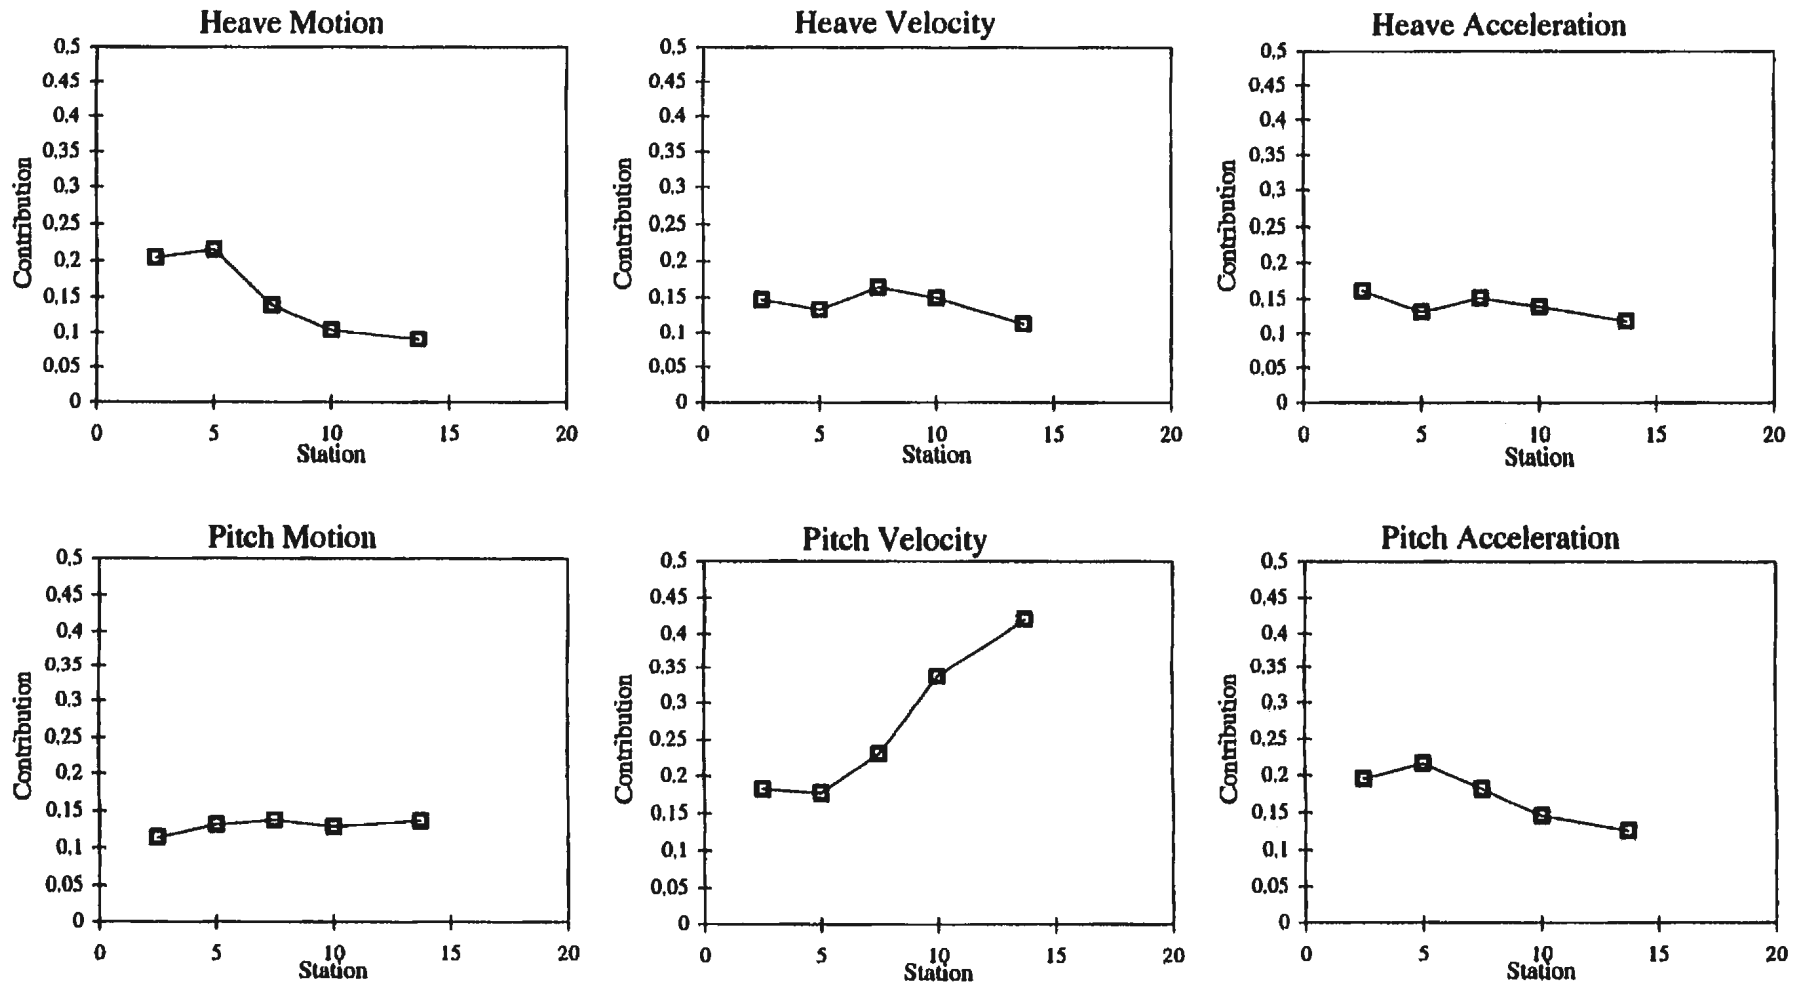 Heave Motion
0,5
0,45
0,4
0,35
0,3
0,25
0,2
0,15
0,1
0,05
0
Contribution
0 5 10 15 20
Station
Heave Velocity
0,5
0,45
0,4
0,35
0,3
0,25
0,2
0,15
0,1
0,05
0
Contribution
0 5 10 15 20
Station
Heave Acceleration
0,5
0,45
0,4
0,35
0,3
0,25
0,2
0,15
0,1
0,05
0
Contribution
0 5 10 15 20
Station
Pitch Motion
0,5
0,45
0,4
0,35
0,3
0,25
0,2
0,15
0,1
0,05
0
Contribution
0 5 10 15 20
Station
Pitch Velocity
0,5
0,45
0,4
0,35
0,3
0,25
0,2
0,15
0,1
0,05
0
Contribution
0 5 10 15 20
Station
Pitch Acceleration
0,5
0,45
0,4
0,35
0,3
0,25
0,2
0,15
0,1
0,05
0
Contribution
0 5 10 15 20
Station